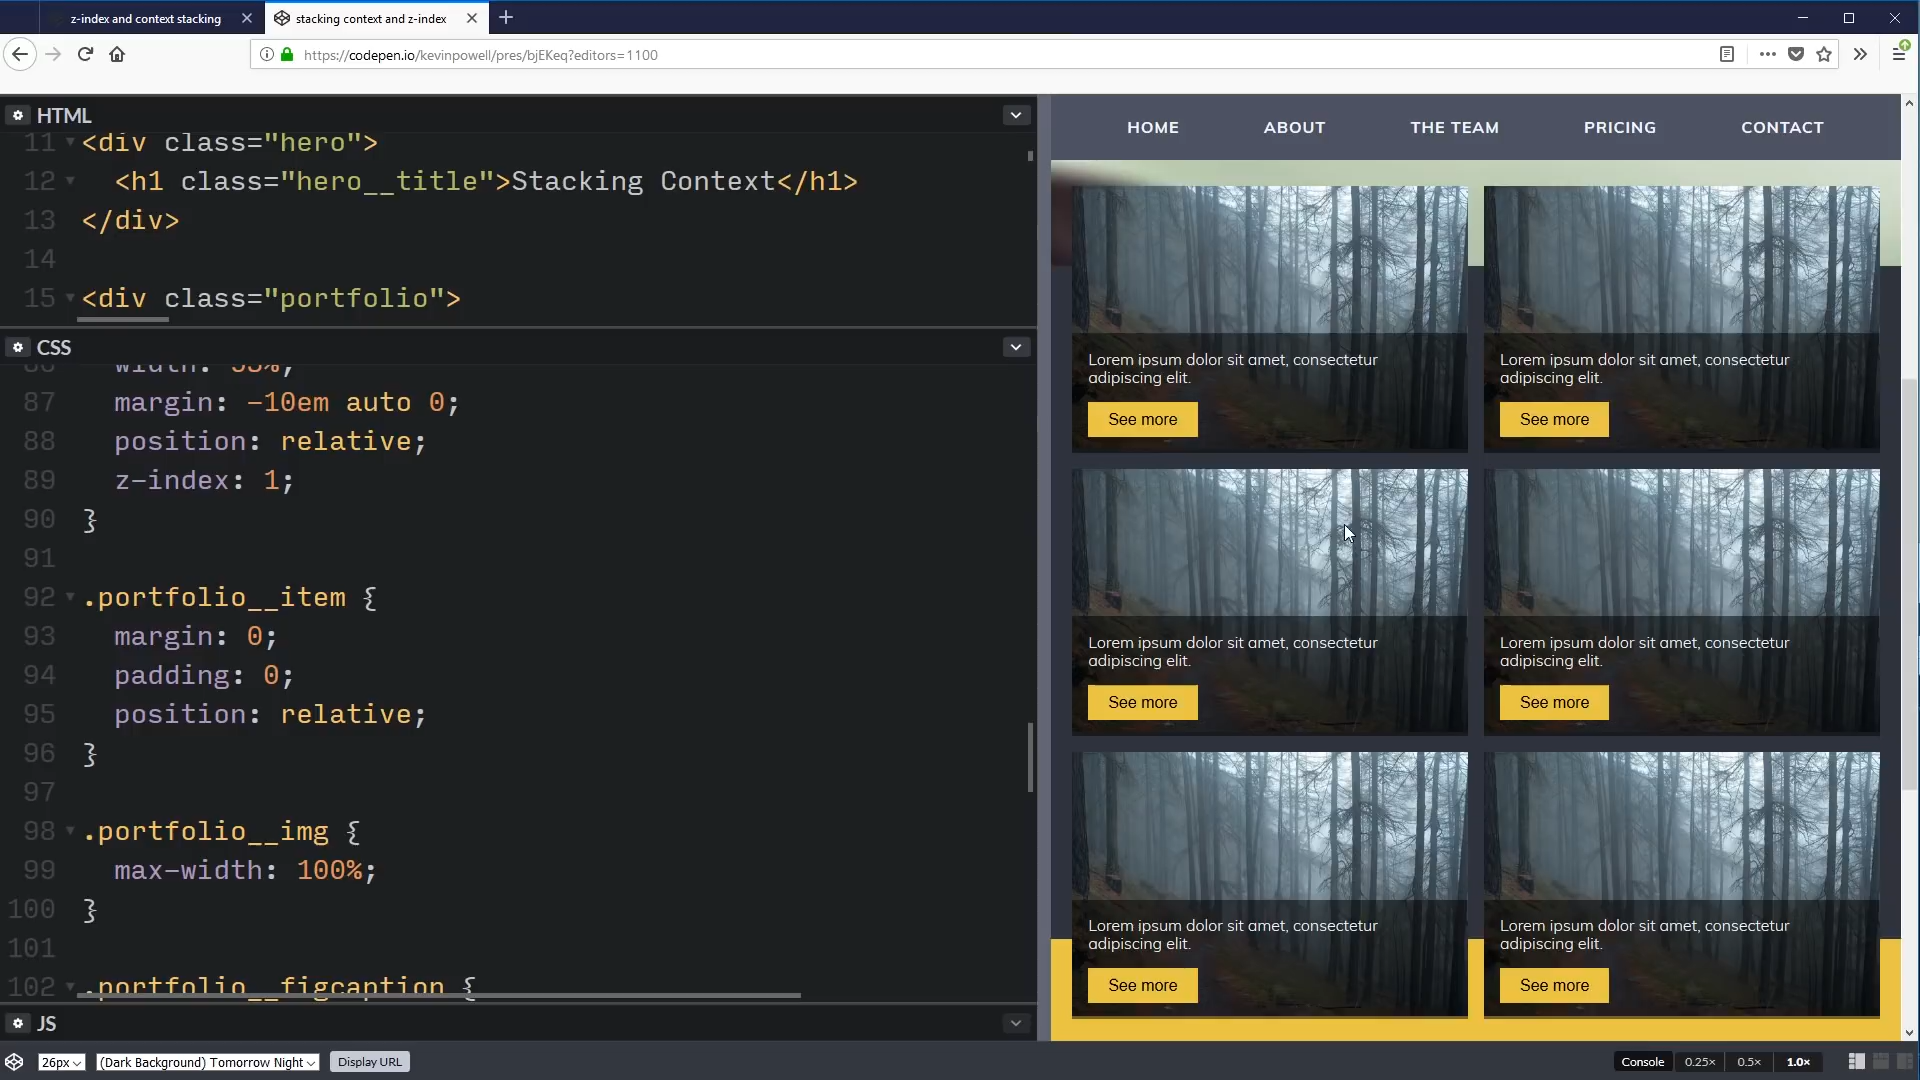 z-index and context stacking
stacking context and z-index
https://codepen.io/kevinpowell/pres/bjEKeq?editors=1100
HTML
11 <div class="hero">
12 <h1 class="hero__title">Stacking Context</h1>
13 </div>
14
15 <div class="portfolio">
CSS
87 margin: -10em auto 0;
88 position: relative;
89 z-index: 1;
90 }
91
92 .portfolio__item {
93 margin: 0;
94 padding: 0;
95 position: relative;
96 }
97
98 .portfolio__img {
99 max-width: 100%;
100 }
101
102 .portfolio__figcaption {
JS
HOME ABOUT THE TEAM PRICING CONTACT
Lorem ipsum dolor sit amet, consectetur
adipiscing elit.
See more
Lorem ipsum dolor sit amet, consectetur
adipiscing elit.
See more
Lorem ipsum dolor sit amet, consectetur
adipiscing elit.
See more
Lorem ipsum dolor sit amet, consectetur
adipiscing elit.
See more
Lorem ipsum dolor sit amet, consectetur
adipiscing elit.
See more
Lorem ipsum dolor sit amet, consectetur
adipiscing elit.
See more
26px (Dark Background) Tomorrow Night Display URL
Console 0.25× 0.5× 1.0×